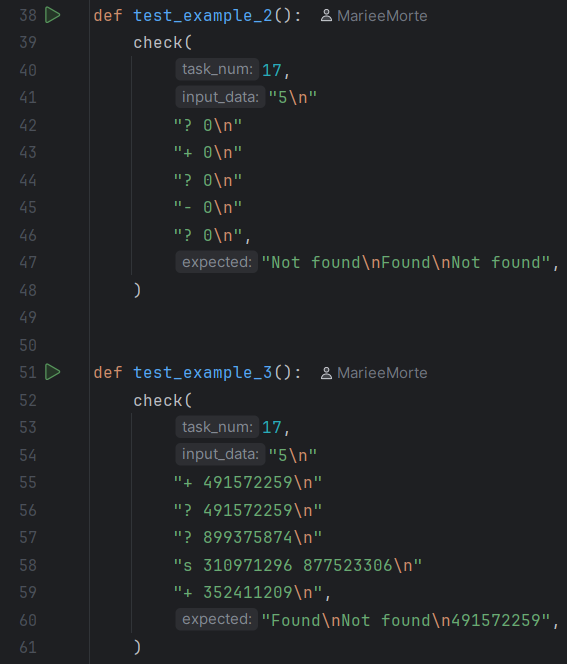 38 def test_example_2(): MarieeMorte
39 check(
40 task_num: 17,
41 input_data: "5\n"
42 "? 0\n"
43 "+ 0\n"
44 "? 0\n"
45 "- 0\n"
46 "? 0\n",
47 expected: "Not found\nFound\nNot found",
48 )
49
50
51 def test_example_3(): MarieeMorte
52 check(
53 task_num: 17,
54 input_data: "5\n"
55 "+ 491572259\n"
56 "? 491572259\n"
57 "? 899375874\n"
58 "s 310971296 877523306\n"
59 "+ 352411209\n",
60 expected: "Found\nNot found\n491572259",
61 )